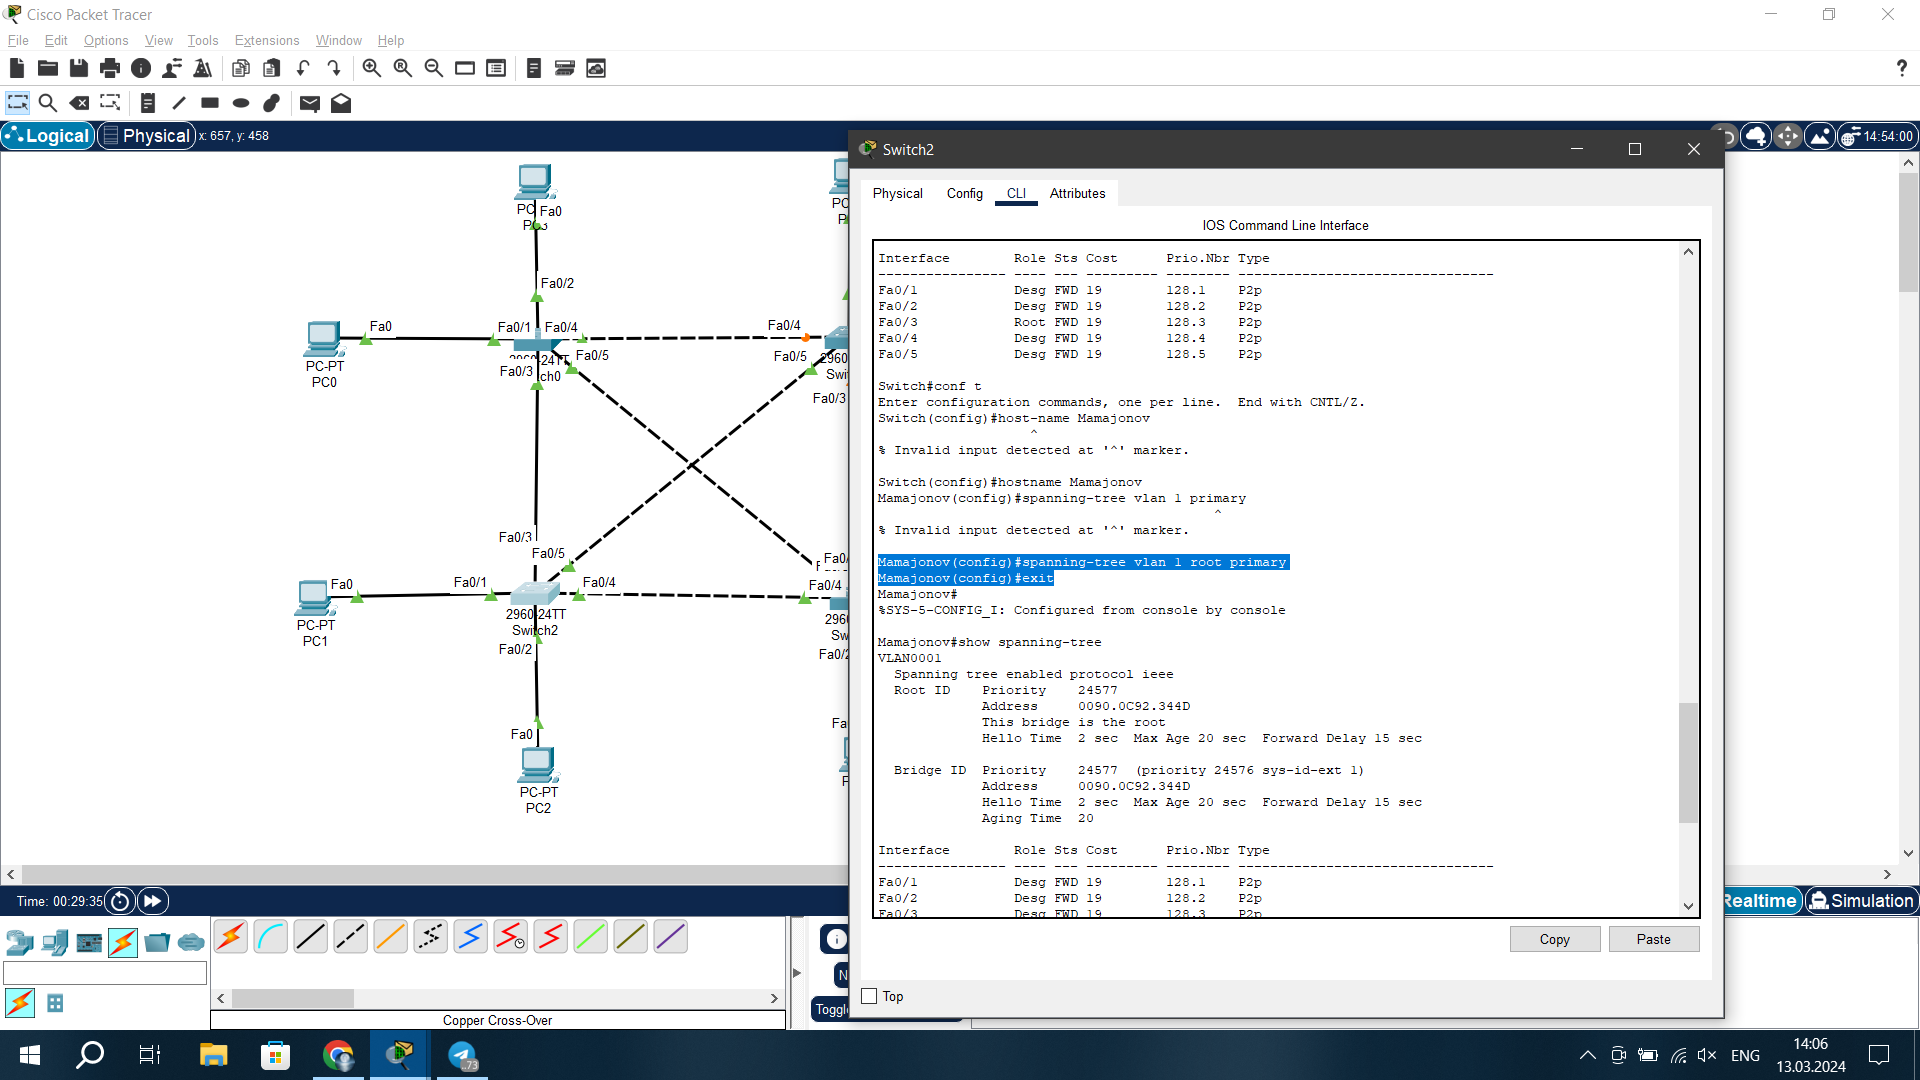 Cisco Packet Tracer
File Edit Options View Tools Extensions Window Help
Logical Physical x: 657, y: 458
14:54:00
PC3
Fa0
Fa0/2
Fa0
Fa0/1 Fa0/4
Fa0/4
Fa0/5
Fa0/5
Fa0/3
Fa0/3
PC-PT
PC0
Fa0/3
Fa0/5
Fa0
Fa0/1
Fa0/4
Fa0/4
PC-PT
PC1
2960-24TT
Switch2
Fa0/2
Fa0/2
Fa0
PC-PT
PC2
Switch2
Physical Config CLI Attributes
IOS Command Line Interface
Interface Role Sts Cost Prio.Nbr Type
---------------- ---- --- --------- -------- --------------------------------
Fa0/1 Desg FWD 19 128.1 P2p
Fa0/2 Desg FWD 19 128.2 P2p
Fa0/3 Root FWD 19 128.3 P2p
Fa0/4 Desg FWD 19 128.4 P2p
Fa0/5 Desg FWD 19 128.5 P2p
Switch#conf t
Enter configuration commands, one per line. End with CNTL/Z.
Switch(config)#host-name Mamajonov
^
% Invalid input detected at '^' marker.
Switch(config)#hostname Mamajonov
Mamajonov(config)#spanning-tree vlan 1 primary
^
% Invalid input detected at '^' marker.
Mamajonov(config)#spanning-tree vlan 1 root primary
Mamajonov(config)#exit
Mamajonov#
%SYS-5-CONFIG_I: Configured from console by console
Mamajonov#show spanning-tree
VLAN0001
Spanning tree enabled protocol ieee
Root ID Priority 24577
Address 0090.0C92.344D
This bridge is the root
Hello Time 2 sec Max Age 20 sec Forward Delay 15 sec
Bridge ID Priority 24577 (priority 24576 sys-id-ext 1)
Address 0090.0C92.344D
Hello Time 2 sec Max Age 20 sec Forward Delay 15 sec
Aging Time 20
Interface Role Sts Cost Prio.Nbr Type
---------------- ---- --- --------- -------- --------------------------------
Fa0/1 Desg FWD 19 128.1 P2p
Fa0/2 Desg FWD 19 128.2 P2p
Fa0/3 Desg FWD 19 128.3 P2p
Copy Paste
Top
Time: 00:29:35
Realtime Simulation
Copper Cross-Over
73
ENG
14:06
13.03.2024